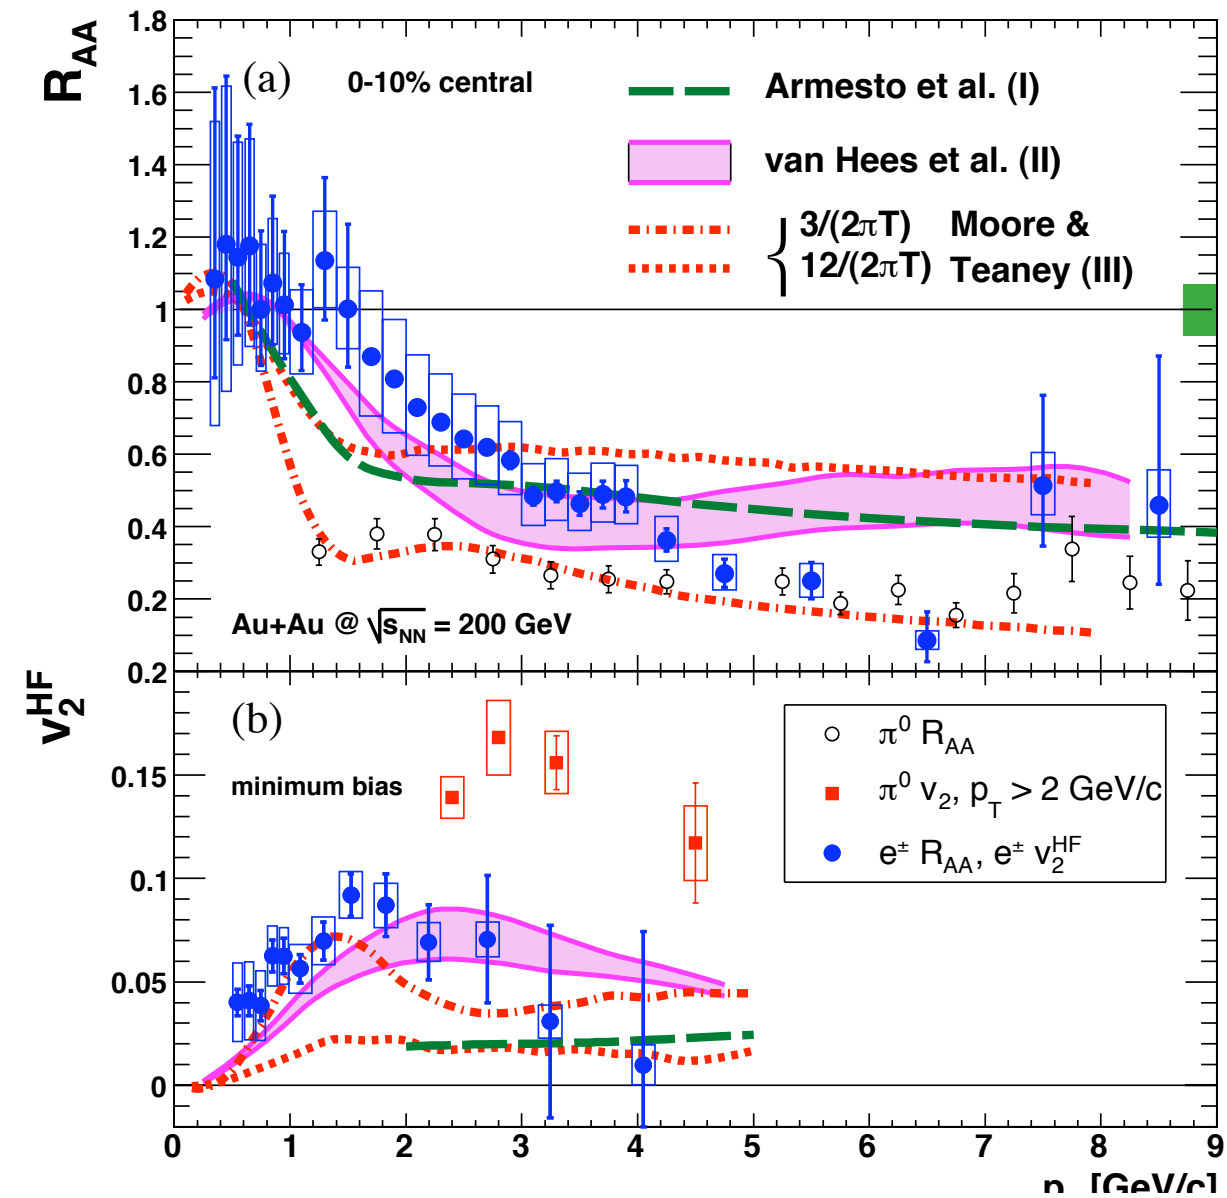 R_AA
1.8
1.6
1.4
1.2
1
0.8
0.6
0.4
0.2
(a)
0-10% central
Armesto et al. (I)
van Hees et al. (II)
3/(2πT) Moore &
12/(2πT) Teaney (III)
Au+Au @ √s_NN = 200 GeV
v_2^HF
0.2
0.15
0.1
0.05
0
(b)
minimum bias
π⁰ R_AA
π⁰ v_2, p_T > 2 GeV/c
e± R_AA, e± v_2^HF
0 1 2 3 4 5 6 7 8 9
p [GeV/c]